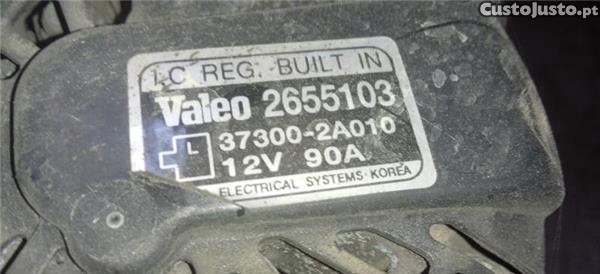 CustoJusto.pt
I.C. REG. BUILT IN
Valeo 2655103
L 37300-2A010
12V 90A
ELECTRICAL SYSTEMS·KOREA